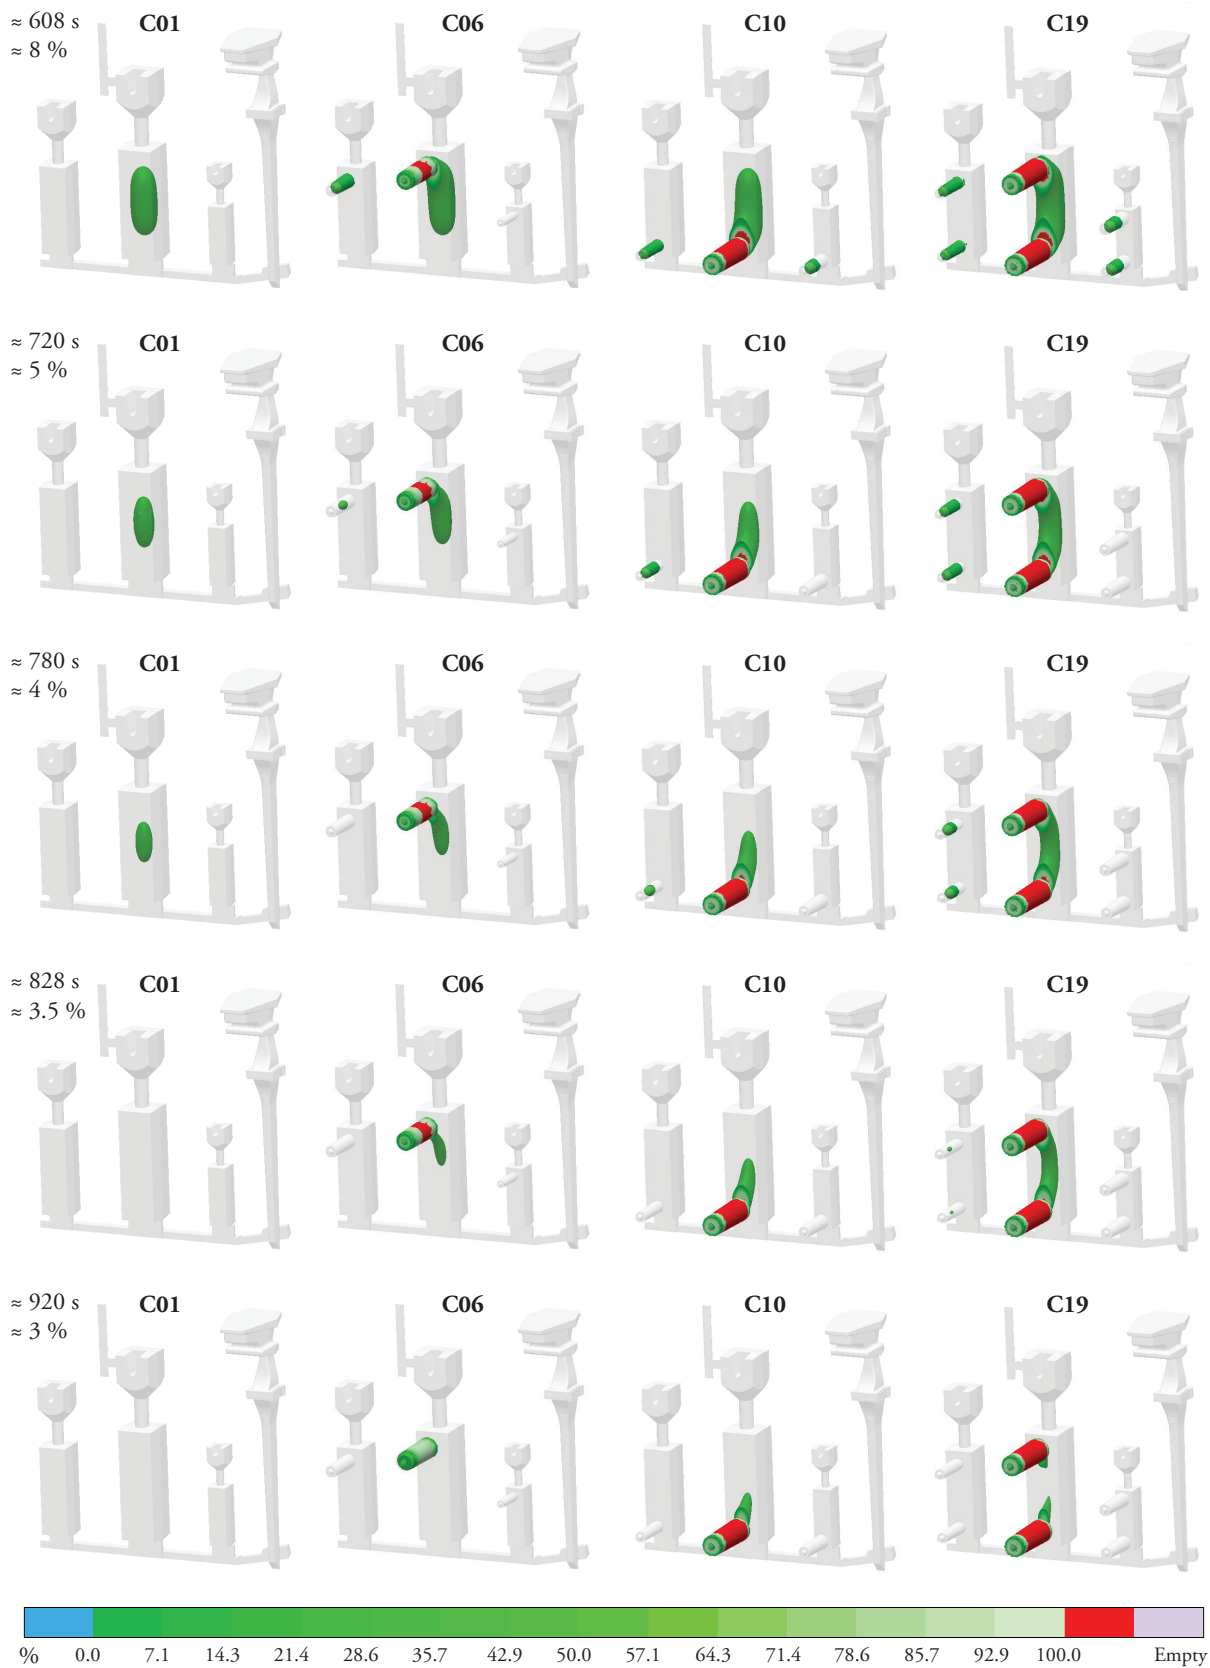 ≈ 608 s
≈ 8 %
C01 C06 C10 C19
≈ 720 s
≈ 5 %
C01 C06 C10 C19
≈ 780 s
≈ 4 %
C01 C06 C10 C19
≈ 828 s
≈ 3.5 %
C01 C06 C10 C19
≈ 920 s
≈ 3 %
C01 C06 C10 C19
% 0.0 7.1 14.3 21.4 28.6 35.7 42.9 50.0 57.1 64.3 71.4 78.6 85.7 92.9 100.0 Empty